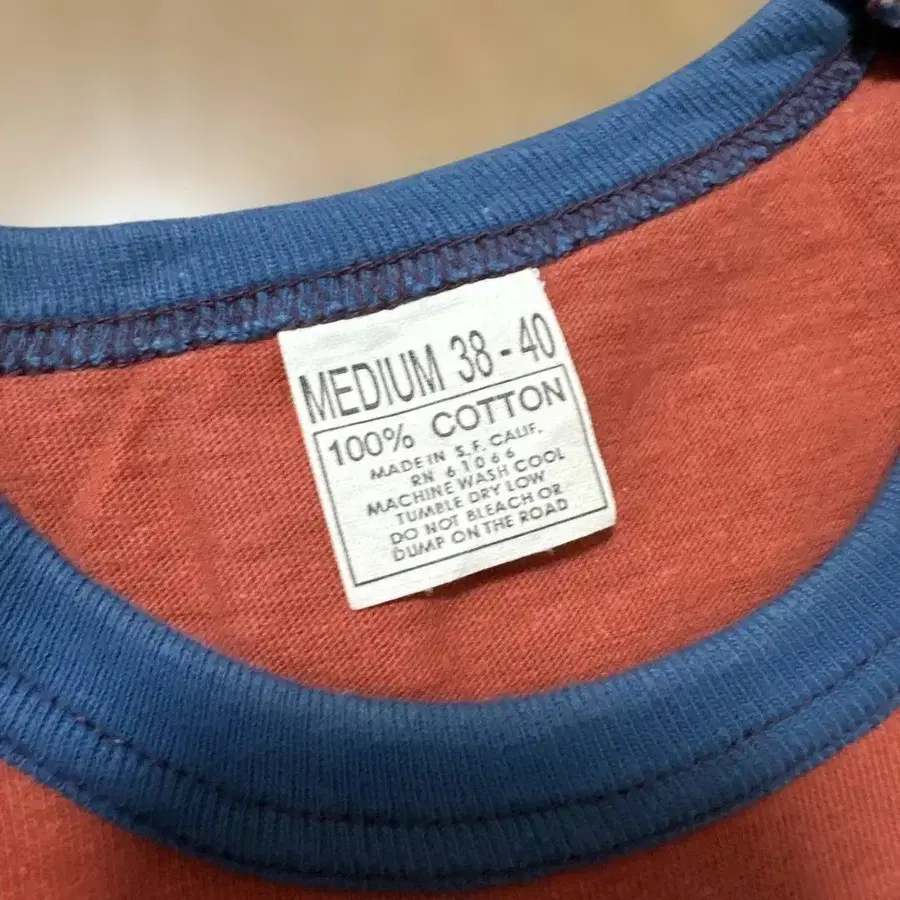 MEDIUM 38-40
100% COTTON
MADE IN S.F. CALIF.
RN 61066
MACHINE WASH COOL
TUMBLE DRY LOW
DO NOT BLEACH OR
DUMP ON THE ROAD